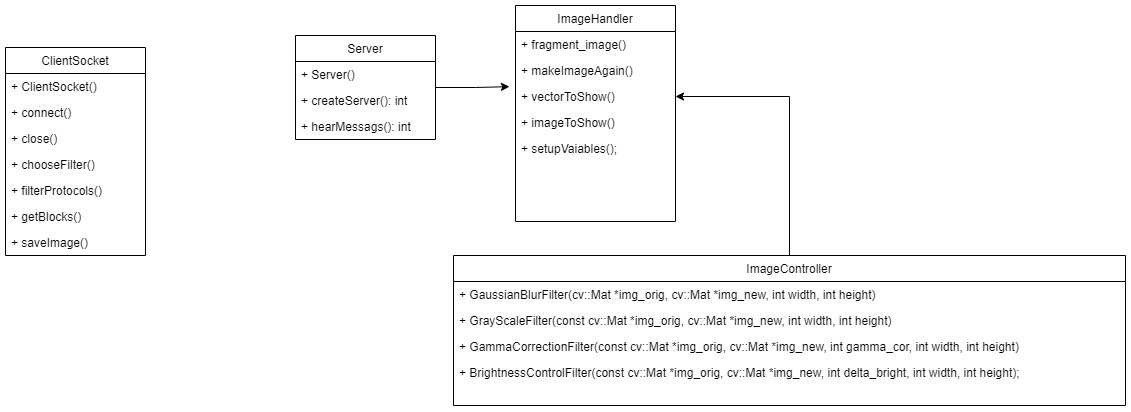 ClientSocket
+ ClientSocket()
+ connect()
+ close()
+ chooseFilter()
+ filterProtocols()
+ getBlocks()
+ saveImage()
Server
+ Server()
+ createServer(): int
+ hearMessags(): int
ImageHandler
+ fragment_image()
+ makeImageAgain()
+ vectorToShow()
+ imageToShow()
+ setupVaiables();
ImageController
+ GaussianBlurFilter(cv::Mat *img_orig, cv::Mat *img_new, int width, int height)
+ GrayScaleFilter(const cv::Mat *img_orig, cv::Mat *img_new, int width, int height)
+ GammaCorrectionFilter(const cv::Mat *img_orig, cv::Mat *img_new, int gamma_cor, int width, int height)
+ BrightnessControlFilter(const cv::Mat *img_orig, cv::Mat *img_new, int delta_bright, int width, int height);